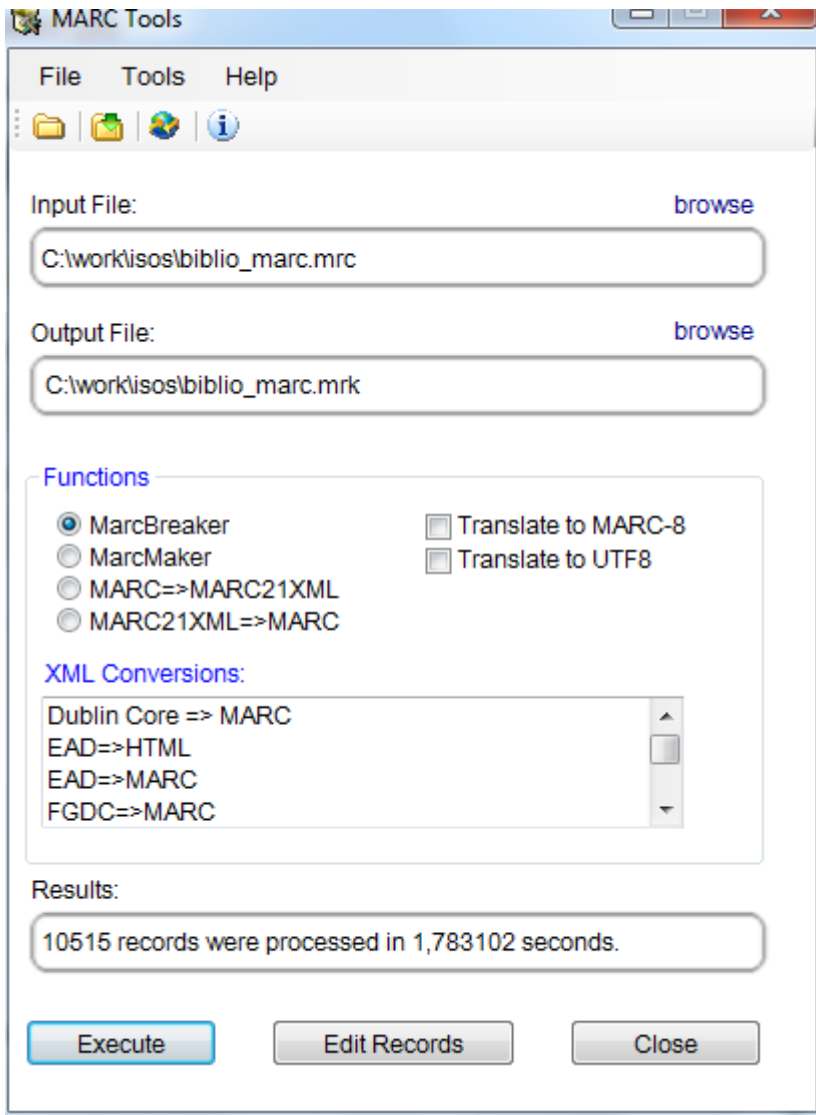 MARC Tools
File Tools Help
Input File: browse
C:\work\isos\biblio_marc.mrc
Output File: browse
C:\work\isos\biblio_marc.mrk
Functions
MarcBreaker Translate to MARC-8
MarcMaker Translate to UTF8
MARC=>MARC21XML
MARC21XML=>MARC
XML Conversions:
Dublin Core => MARC
EAD=>HTML
EAD=>MARC
FGDC=>MARC
Results:
10515 records were processed in 1,783102 seconds.
Execute Edit Records Close